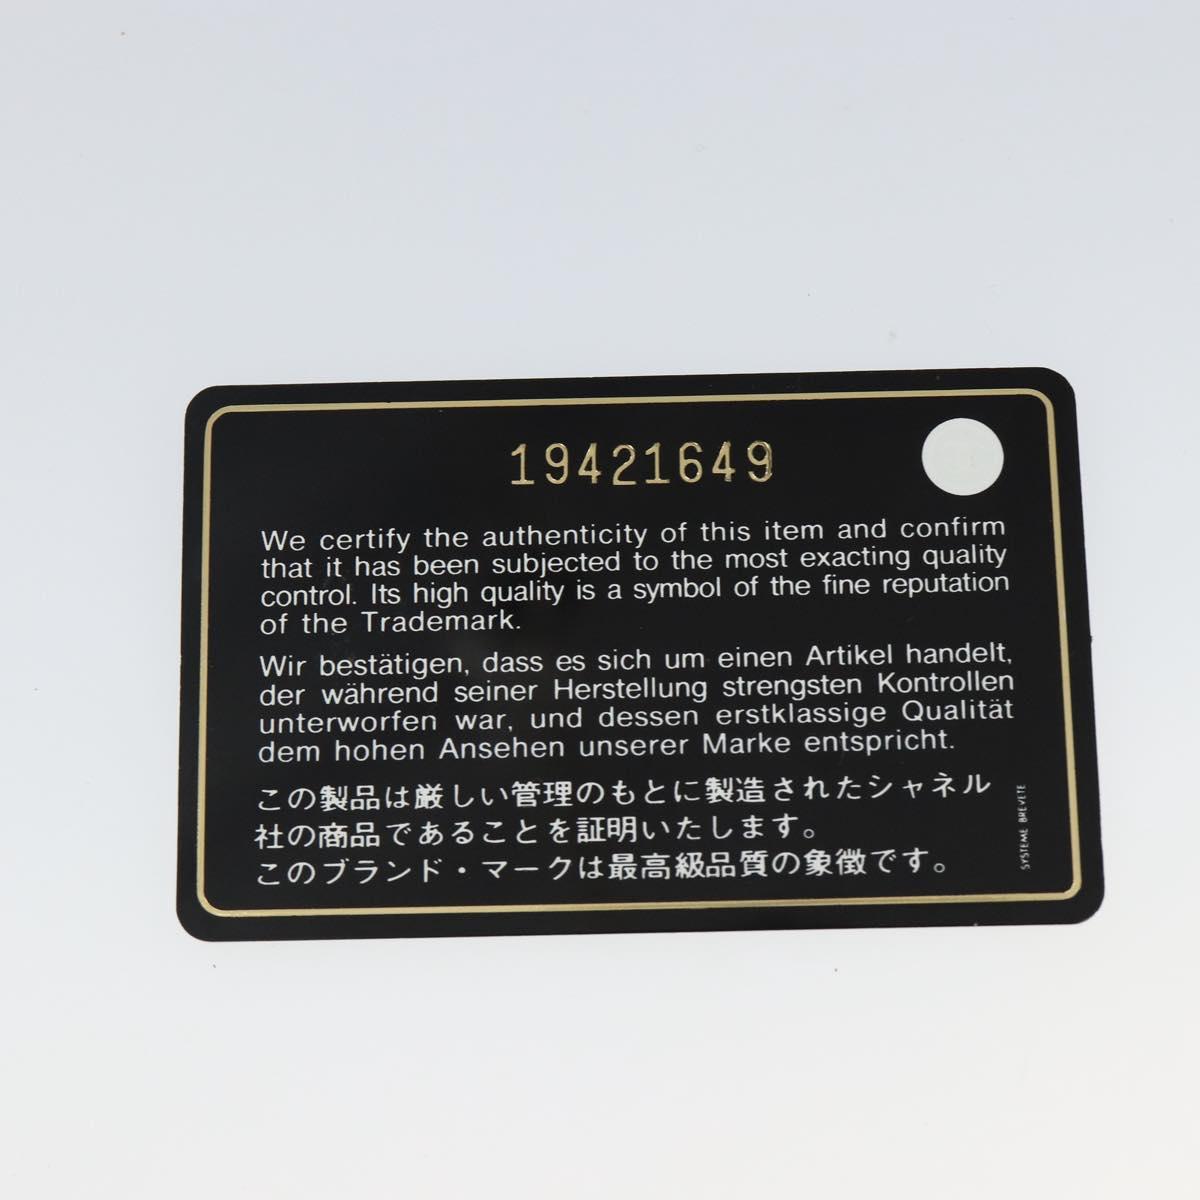 19421649
We certify the authenticity of this item and confirm
that it has been subjected to the most exacting quality
control. Its high quality is a symbol of the fine reputation
of the Trademark.
Wir bestätigen, dass es sich um einen Artikel handelt,
der während seiner Herstellung strengsten Kontrollen
unterworfen war, und dessen erstklassige Qualität
dem hohen Ansehen unserer Marke entspricht.
この製品は厳しい管理のもとに製造されたシャネル
社の商品であることを証明いたします。
このブランド・マークは最高級品質の象徴です。
SYSTEME BREVETE